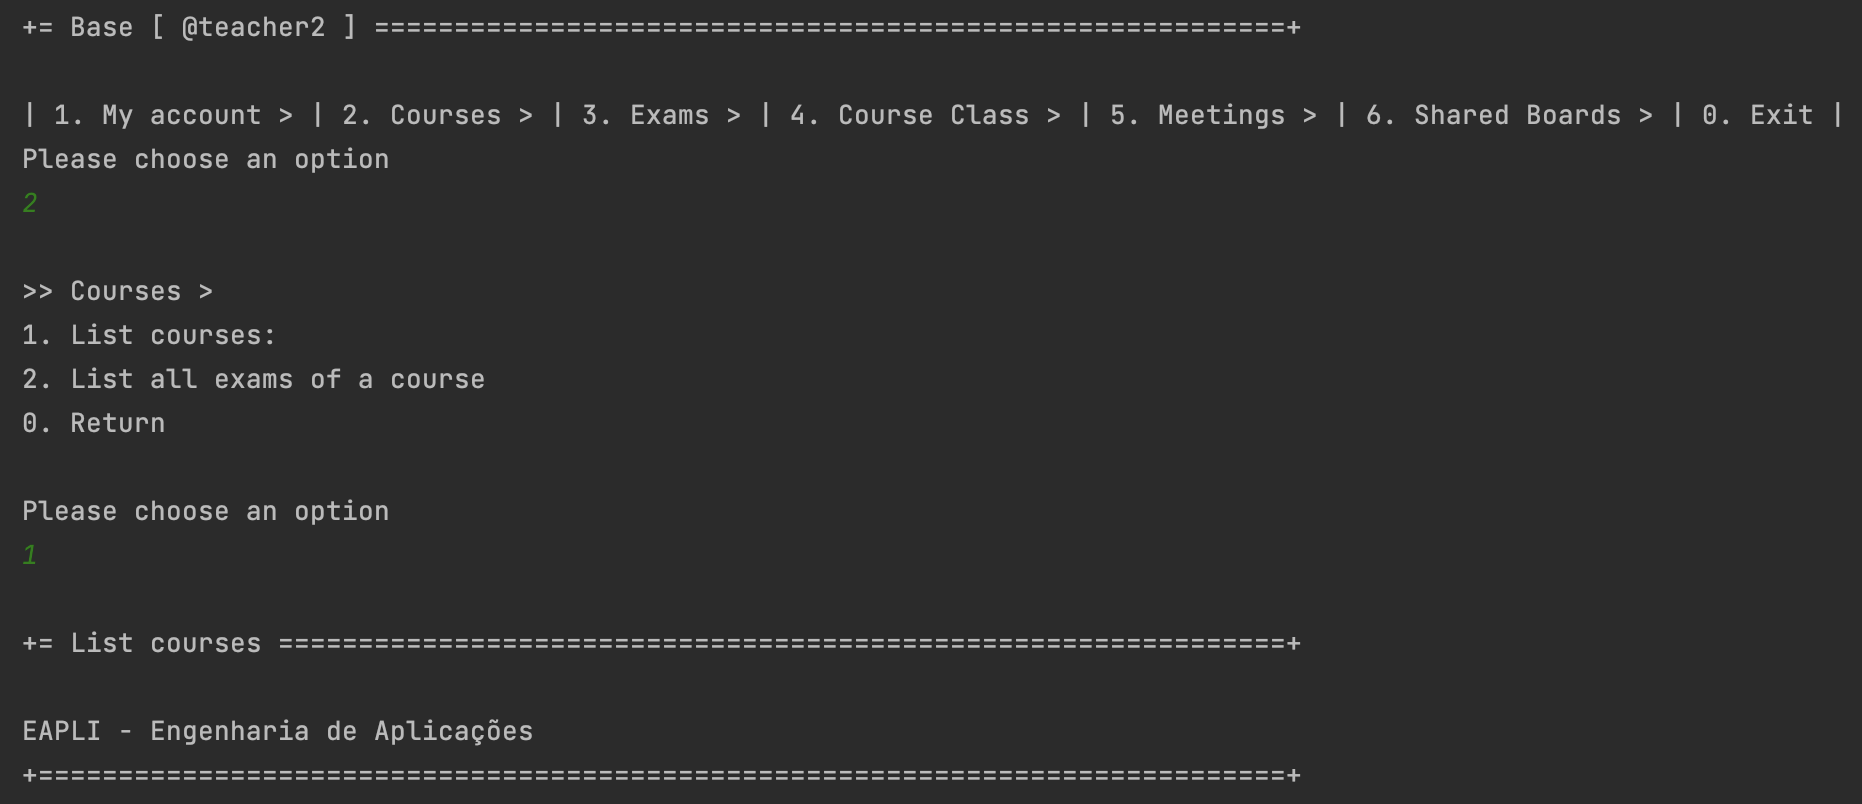 += Base [ @teacher2 ] =========================================================+
| 1. My account > | 2. Courses > | 3. Exams > | 4. Course Class > | 5. Meetings > | 6. Shared Boards > | 0. Exit |
Please choose an option
2
>> Courses >
1. List courses:
2. List all exams of a course
0. Return
Please choose an option
1
+= List courses ===============================================================+
EAPLI - Engenharia de Aplicações
+==============================================================================+